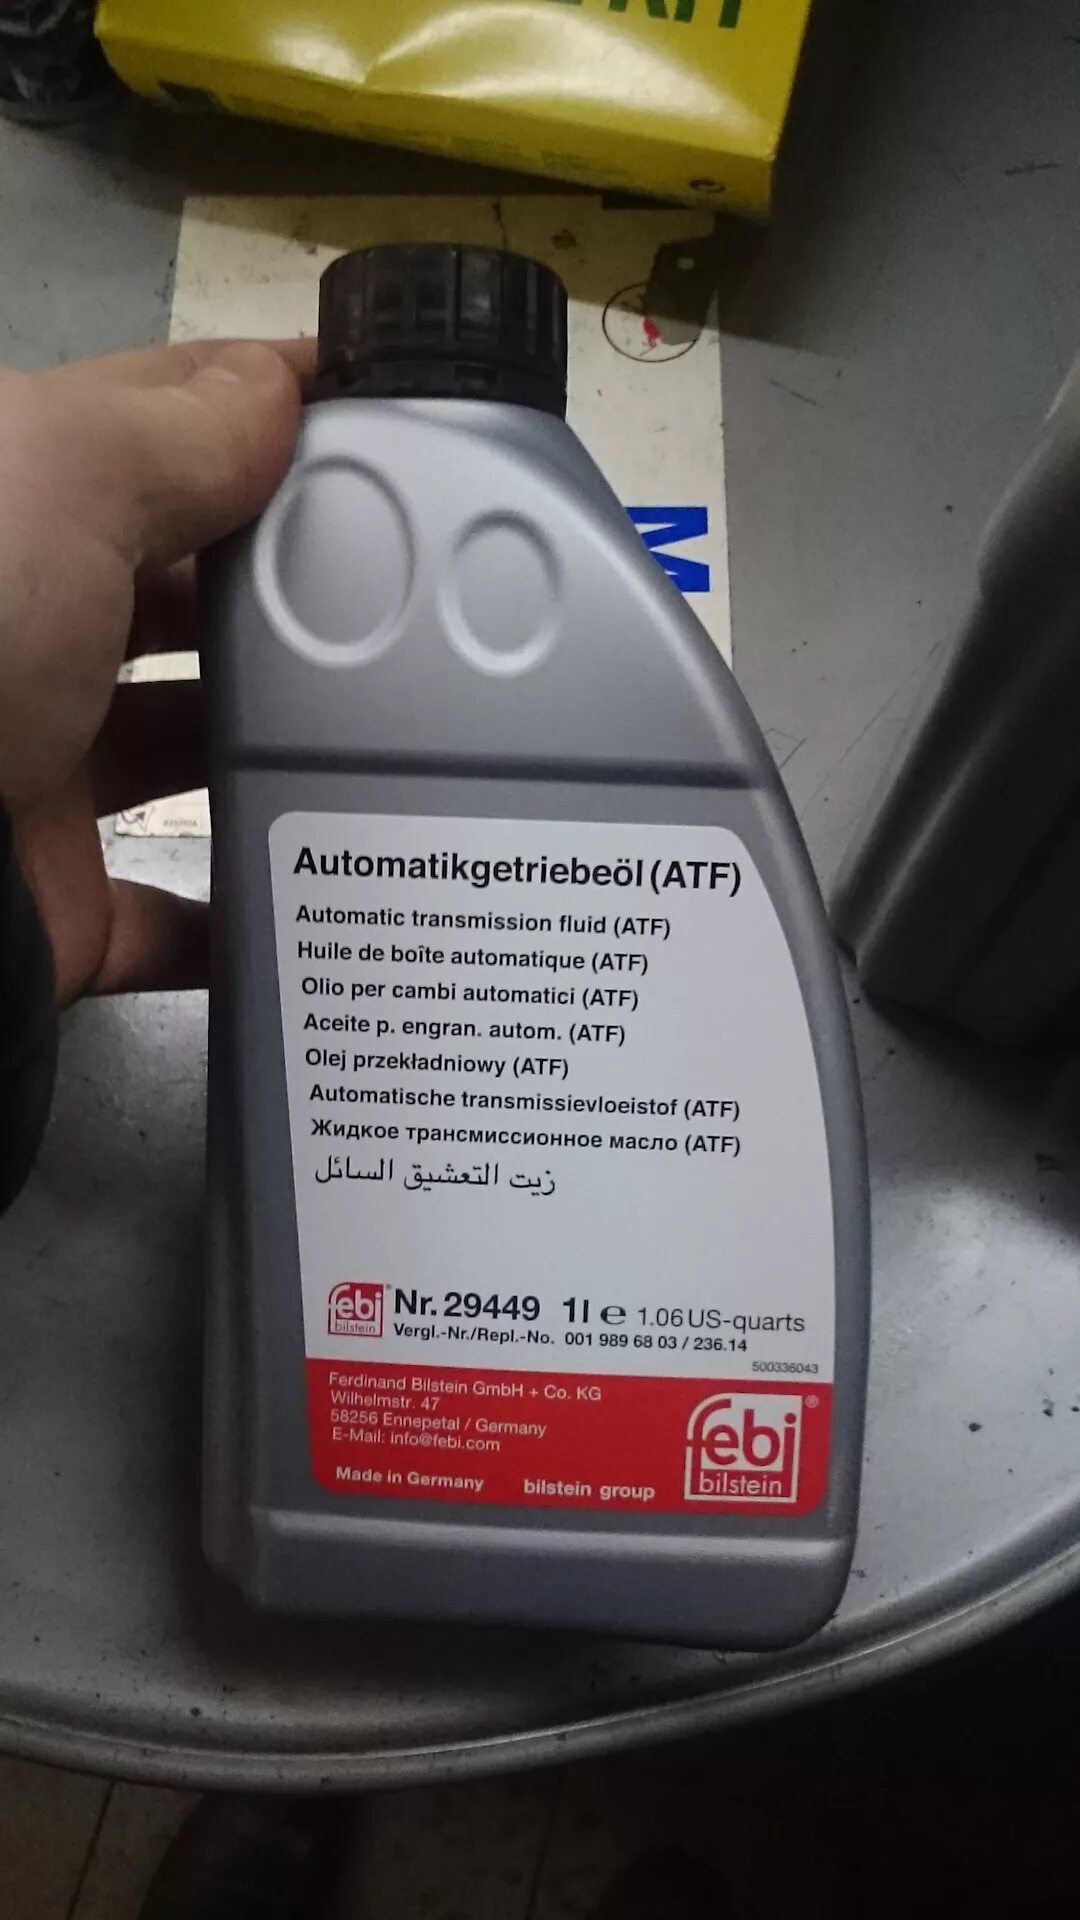 KIT
M
Automatikgetriebeöl (ATF)
Automatic transmission fluid (ATF)
Huile de boîte automatique (ATF)
Olio per cambi automatici (ATF)
Aceite p. engran. autom. (ATF)
Olej przekładniowy (ATF)
Automatische transmissievloeistof (ATF)
Жидкое трансмиссионное масло (ATF)
زيت التعشيق السائل
febi bilstein Nr. 29449 1l e 1.06 US-quarts
Vergl.-Nr./Repl.-No. 001 989 68 03 / 236.14
500336043
Ferdinand Bilstein GmbH + Co. KG
Wilhelmstr. 47
58256 Ennepetal / Germany
E-Mail: info@febi.com
Made in Germany bilstein group
febi®
bilstein